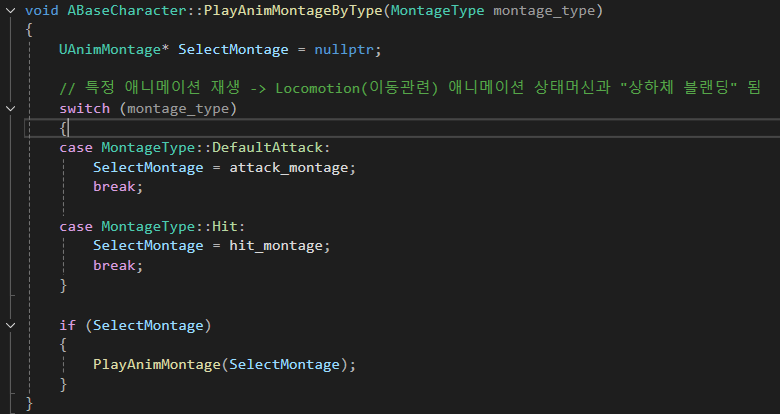 void ABaseCharacter::PlayAnimMontageByType(MontageType montage_type)
{
UAnimMontage* SelectMontage = nullptr;
// 특정 애니메이션 재생 -> Locomotion(이동관련) 애니메이션 상태머신과 "상하체 블랜딩" 됨
switch (montage_type)
{
case MontageType::DefaultAttack:
SelectMontage = attack_montage;
break;
case MontageType::Hit:
SelectMontage = hit_montage;
break;
}
if (SelectMontage)
{
PlayAnimMontage(SelectMontage);
}
}